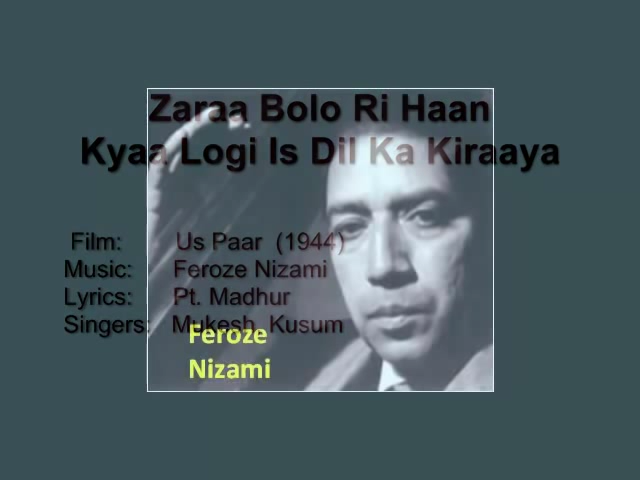 Zaraa Bolo Ri Haan
Kyaa Logi Is Dil Ka Kiraaya
Film: Us Paar (1944)
Music: Feroze Nizami
Lyrics: Pt. Madhur
Singers: Mukesh, Kusum
Feroze
Nizami